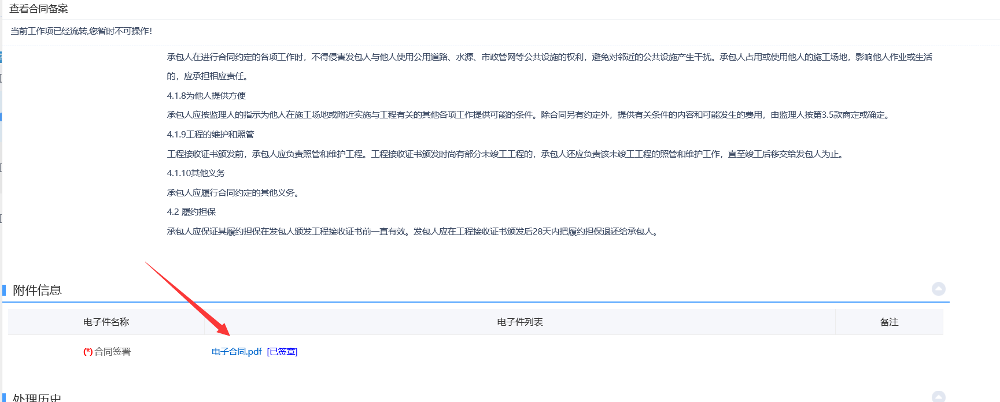 查看合同备案
当前工作项已经流转,您暂时不可操作!
承包人在进行合同约定的各项工作时，不得侵害发包人与他人使用公用道路、水源、市政管网等公共设施的权利，避免对邻近的公共设施产生干扰。承包人占用或使用他人的施工场地，影响他人作业或生活
的，应承担相应责任。
4.1.8为他人提供方便
承包人应按监理人的指示为他人在施工场地或附近实施与工程有关的其他各项工作提供可能的条件。除合同另有约定外，提供有关条件的内容和可能发生的费用，由监理人按第3.5款商定或确定。
4.1.9工程的维护和照管
工程接收证书颁发前，承包人应负责照管和维护工程。工程接收证书颁发时尚有部分未竣工工程的，承包人还应负责该未竣工工程的照管和维护工作，直至竣工后移交给发包人为止。
4.1.10其他义务
承包人应履行合同约定的其他义务。
4.2 履约担保
承包人应保证其履约担保在发包人颁发工程接收证书前一直有效。发包人应在工程接收证书颁发后28天内把履约担保退还给承包人。
附件信息
电子件名称 电子件列表 备注
(*) 合同签署 电子合同.pdf [已签章]
处理历史